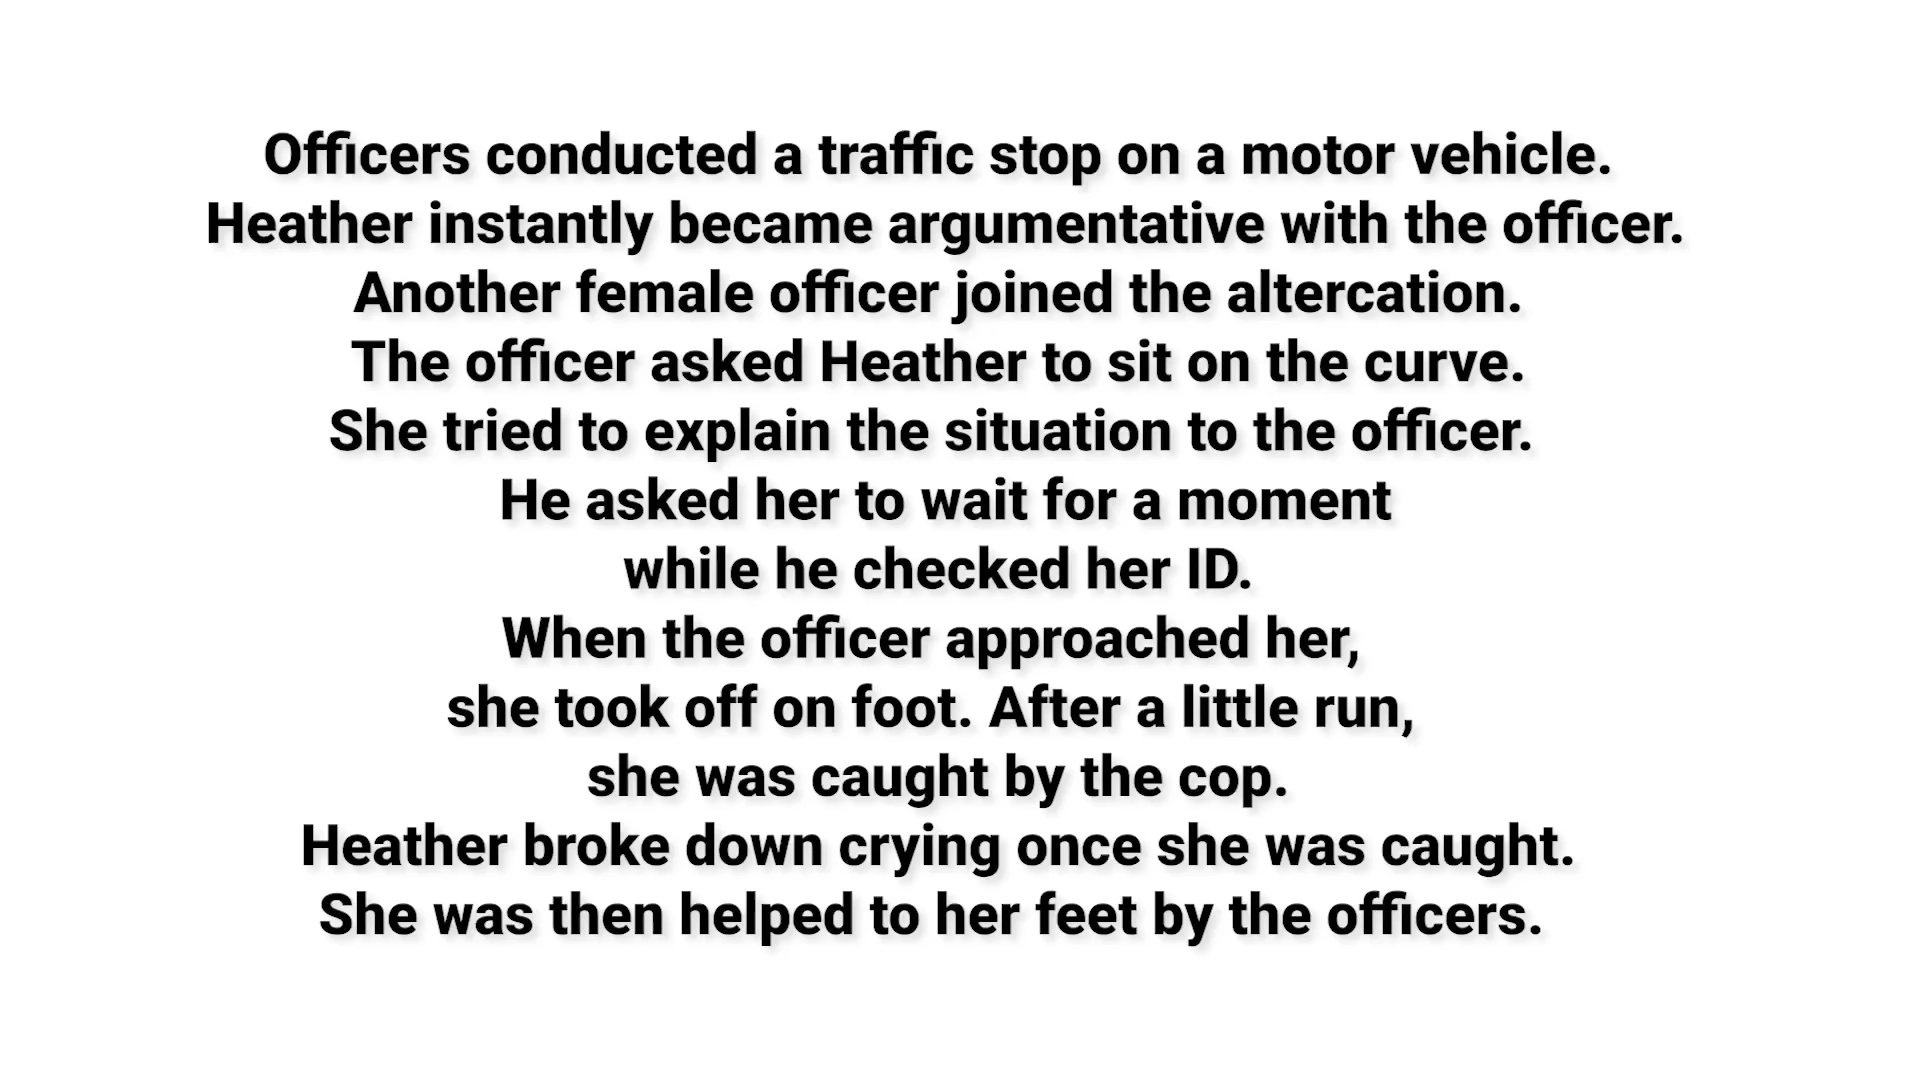 Officers conducted a traffic stop on a motor vehicle.
Heather instantly became argumentative with the officer.
Another female officer joined the altercation.
The officer asked Heather to sit on the curve.
She tried to explain the situation to the officer.
He asked her to wait for a moment
while he checked her ID.
When the officer approached her,
she took off on foot. After a little run,
she was caught by the cop.
Heather broke down crying once she was caught.
She was then helped to her feet by the officers.